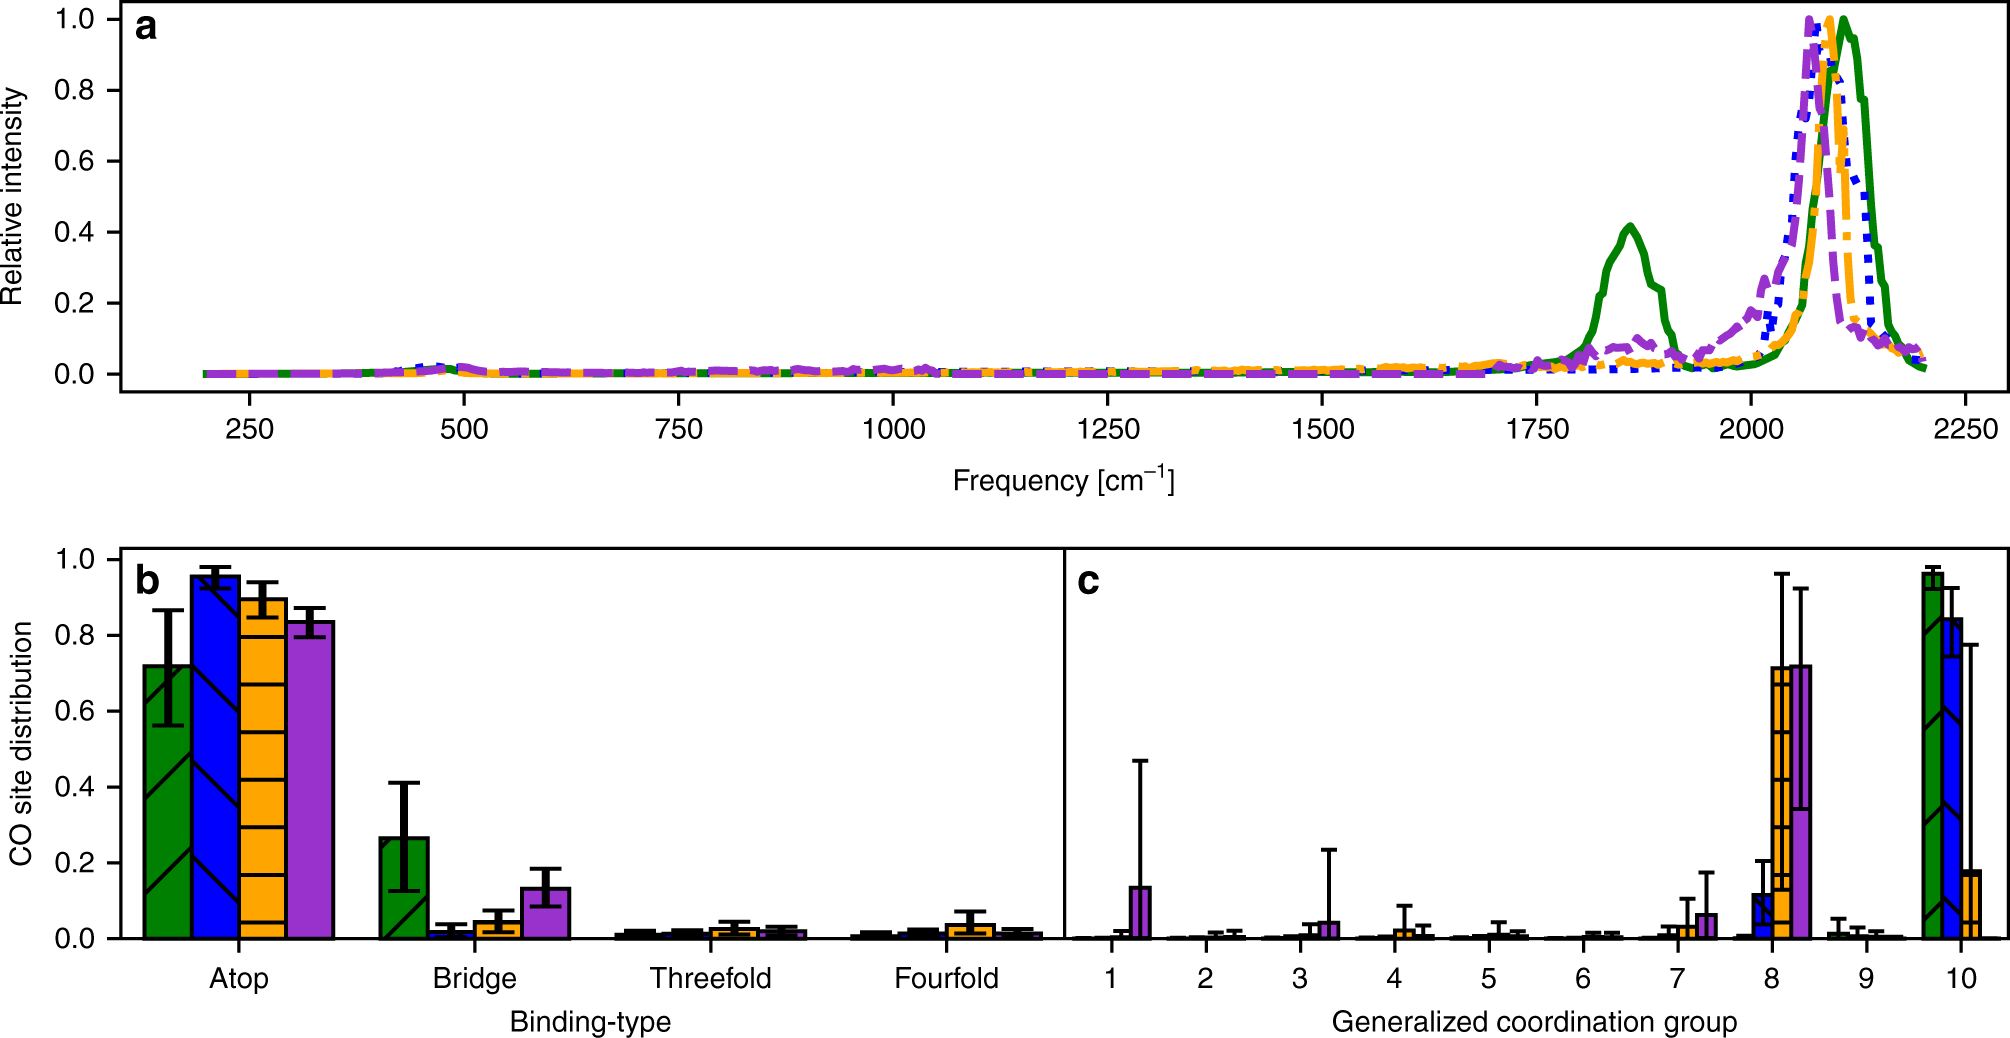 a
1.0
0.8
0.6
0.4
0.2
0.0
Relative intensity
250 500 750 1000 1250 1500 1750 2000 2250
Frequency [cm⁻¹]
b
c
1.0
0.8
0.6
0.4
0.2
0.0
CO site distribution
Atop Bridge Threefold Fourfold
1 2 3 4 5 6 7 8 9 10
Binding-type
Generalized coordination group